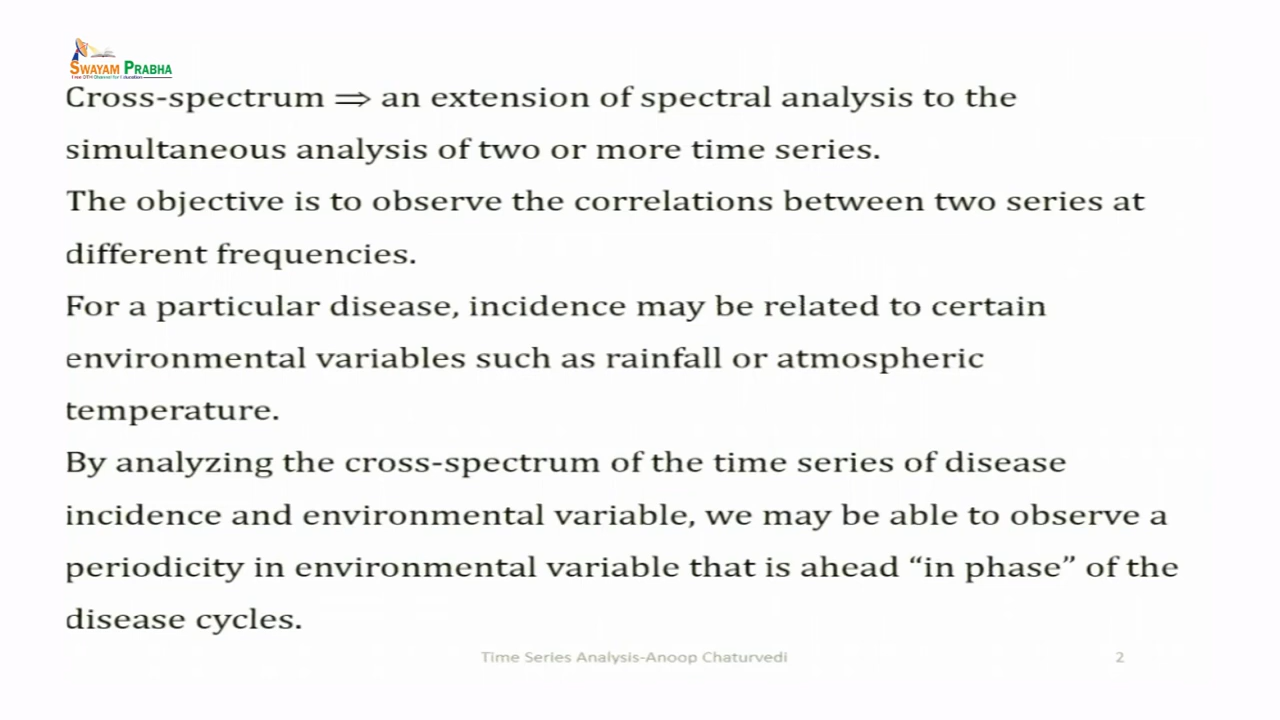 SWAYAM PRABHA
Cross-spectrum ⟹ an extension of spectral analysis to the
simultaneous analysis of two or more time series.
The objective is to observe the correlations between two series at
different frequencies.
For a particular disease, incidence may be related to certain
environmental variables such as rainfall or atmospheric
temperature.
By analyzing the cross-spectrum of the time series of disease
incidence and environmental variable, we may be able to observe a
periodicity in environmental variable that is ahead “in phase” of the
disease cycles.
Time Series Analysis-Anoop Chaturvedi 2